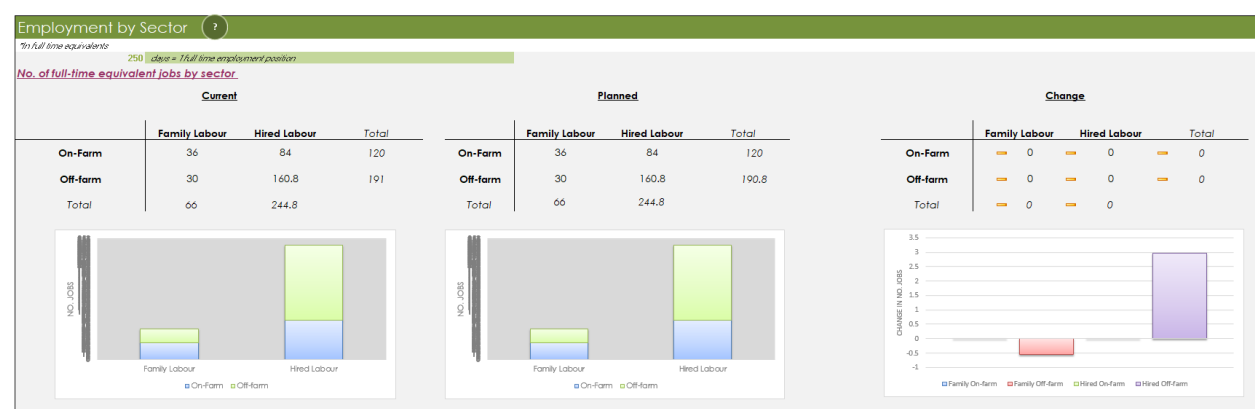 Employment by Sector ?
*In full time equivalents
250 days = 1 full time employment position
No. of full-time equivalent jobs by sector
Current Planned Change
Family Labour Hired Labour Total Family Labour Hired Labour Total Family Labour Hired Labour Total
On-Farm 36 84 120 On-Farm 36 84 120 On-Farm 0 0 0
Off-farm 30 160.8 191 Off-farm 30 160.8 190.8 Off-farm 0 0 0
Total 66 244.8 Total 66 244.8 Total 0 0
NO. JOBS
Family Labour Hired Labour
On-Farm Off-farm
NO. JOBS
Family Labour Hired Labour
On-Farm Off-farm
CHANGE IN NO. JOBS
3.5
3
2.5
2
1.5
1
0.5
0
-0.5
-1
Family On-farm Family Off-farm Hired On-farm Hired Off-farm